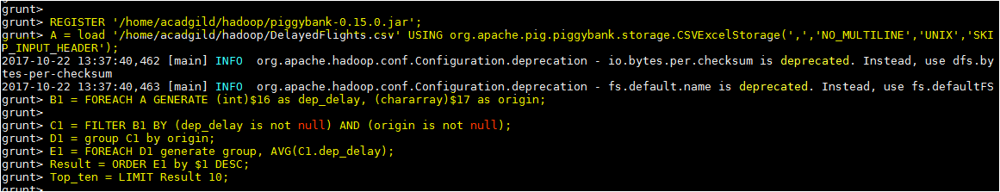 grunt>
grunt> REGISTER '/home/acadgild/hadoop/piggybank-0.15.0.jar';
grunt> A = load '/home/acadgild/hadoop/DelayedFlights.csv' USING org.apache.pig.piggybank.storage.CSVExcelStorage(',','NO_MULTILINE','UNIX','SKI
P_INPUT_HEADER');
2017-10-22 13:37:40,462 [main] INFO  org.apache.hadoop.conf.Configuration.deprecation - io.bytes.per.checksum is deprecated. Instead, use dfs.by
tes-per-checksum
2017-10-22 13:37:40,463 [main] INFO  org.apache.hadoop.conf.Configuration.deprecation - fs.default.name is deprecated. Instead, use fs.defaultFS
grunt> B1 = FOREACH A GENERATE (int)$16 as dep_delay, (chararray)$17 as origin;
grunt>
grunt> C1 = FILTER B1 BY (dep_delay is not null) AND (origin is not null);
grunt> D1 = group C1 by origin;
grunt> E1 = FOREACH D1 generate group, AVG(C1.dep_delay);
grunt> Result = ORDER E1 by $1 DESC;
grunt> Top_ten = LIMIT Result 10;
grunt>